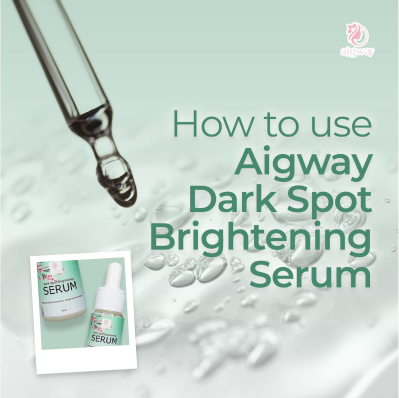 aigway
How to use
Aigway
Dark Spot
Brightening
Serum
SERUM
SERUM